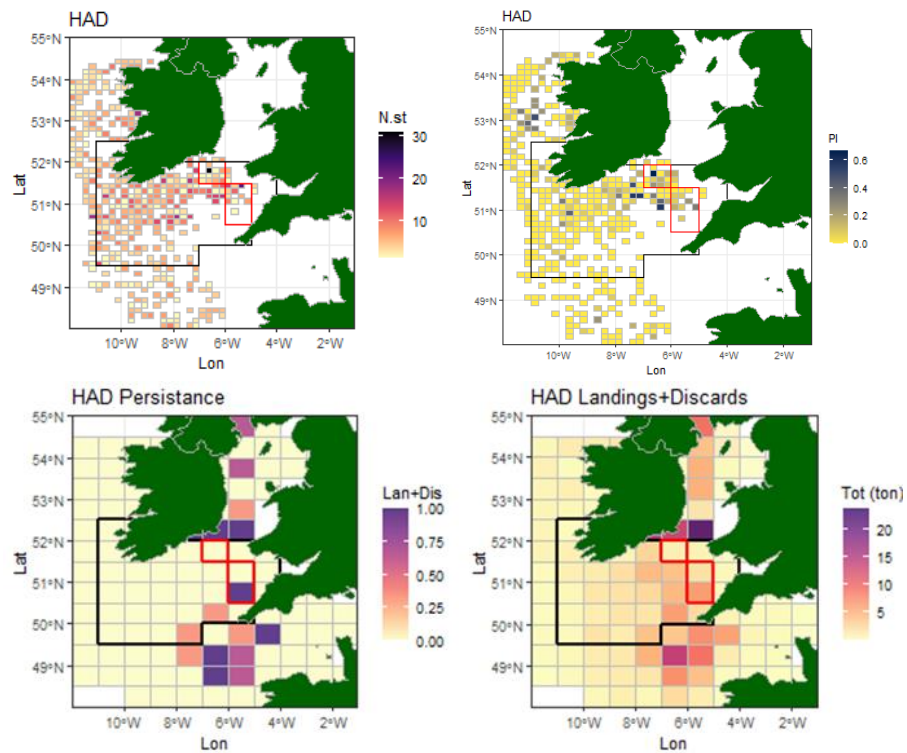 HAD
55°N
54°N
53°N
52°N
51°N
50°N
49°N
Lat
10°W
8°W
6°W
4°W
2°W
Lon
N.st
30
20
10
HAD
55°N
54°N
53°N
52°N
51°N
50°N
49°N
Lat
10°W
8°W
6°W
4°W
2°W
Lon
PI
0.6
0.4
0.2
0.0
HAD Persistance
55°N
54°N
53°N
52°N
51°N
50°N
49°N
Lat
10°W
8°W
6°W
4°W
2°W
Lon
Lan+Dis
1.00
0.75
0.50
0.25
0.00
HAD Landings+Discards
55°N
54°N
53°N
52°N
51°N
50°N
49°N
Lat
10°W
8°W
6°W
4°W
2°W
Lon
Tot (ton)
20
15
10
5